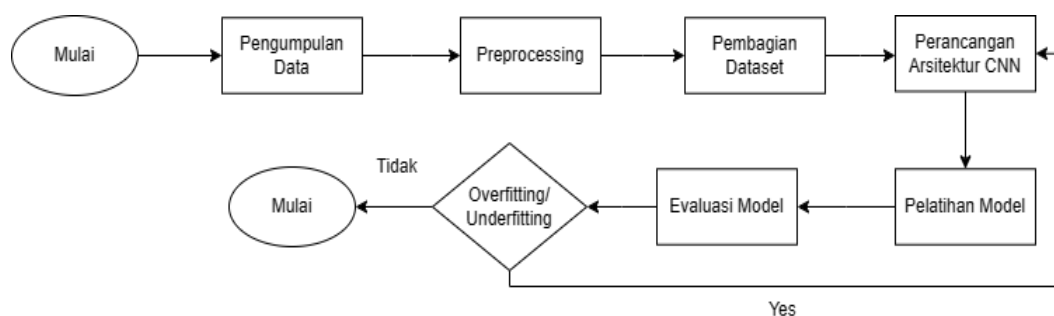 Mulai
Pengumpulan
Data
Preprocessing
Pembagian
Dataset
Perancangan
Arsitektur CNN
Pelatihan Model
Evaluasi Model
Overfitting/
Underfitting
Tidak
Mulai
Yes